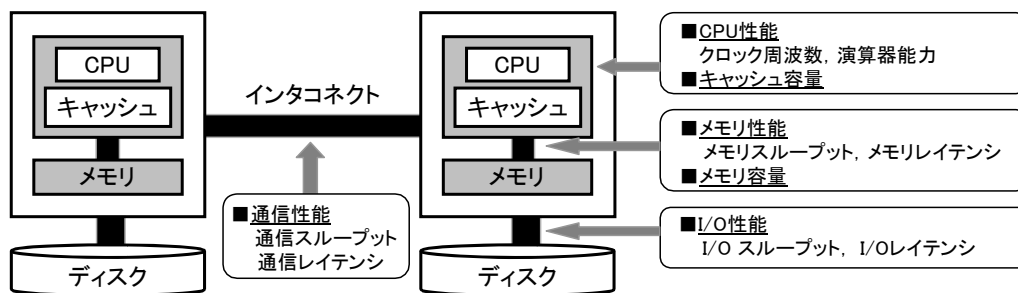 CPU
キャッシュ
メモリ
ディスク
インタコネクト
■通信性能
通信スループット
通信レイテンシ
CPU
キャッシュ
メモリ
ディスク
■CPU性能
クロック周波数, 演算器能力
■キャッシュ容量
■メモリ性能
メモリスループット, メモリレイテンシ
■メモリ容量
■I/O性能
I/O スループット, I/Oレイテンシ